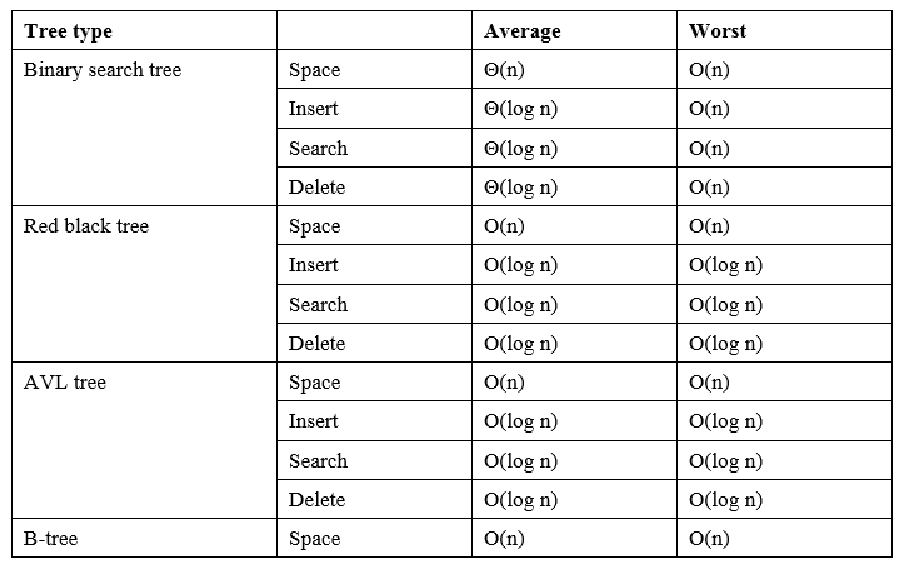 Tree type Average Worst
Binary search tree Space Θ(n) O(n)
Insert Θ(log n) O(n)
Search Θ(log n) O(n)
Delete Θ(log n) O(n)
Red black tree Space O(n) O(n)
Insert O(log n) O(log n)
Search O(log n) O(log n)
Delete O(log n) O(log n)
AVL tree Space O(n) O(n)
Insert O(log n) O(log n)
Search O(log n) O(log n)
Delete O(log n) O(log n)
B-tree Space O(n) O(n)